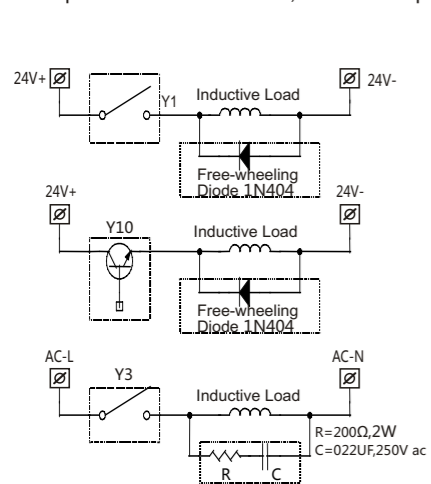 24V+
Y1
Inductive Load
24V-
Free-wheeling
Diode 1N404
24V+
Y10
Inductive Load
24V-
Free-wheeling
Diode 1N404
AC-L
Y3
Inductive Load
AC-N
R=200Ω,2W
C=022UF,250V ac
R
C